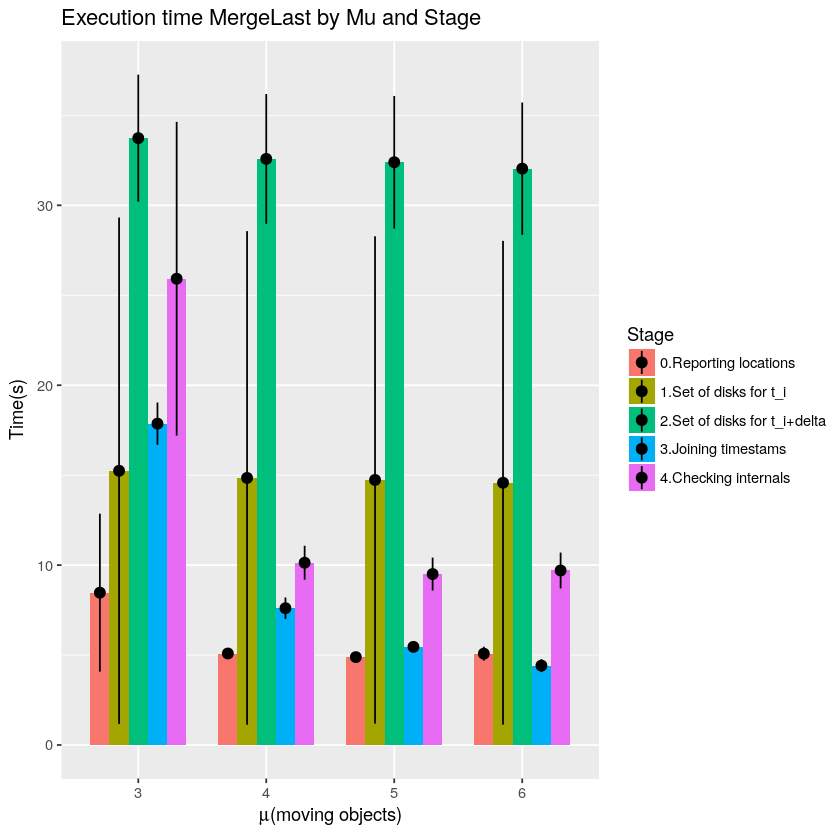 Execution time MergeLast by Mu and Stage
Time(s)
30
20
10
0
3 4 5 6
μ(moving objects)
Stage
0.Reporting locations
1.Set of disks for t_i
2.Set of disks for t_i+delta
3.Joining timestams
4.Checking internals